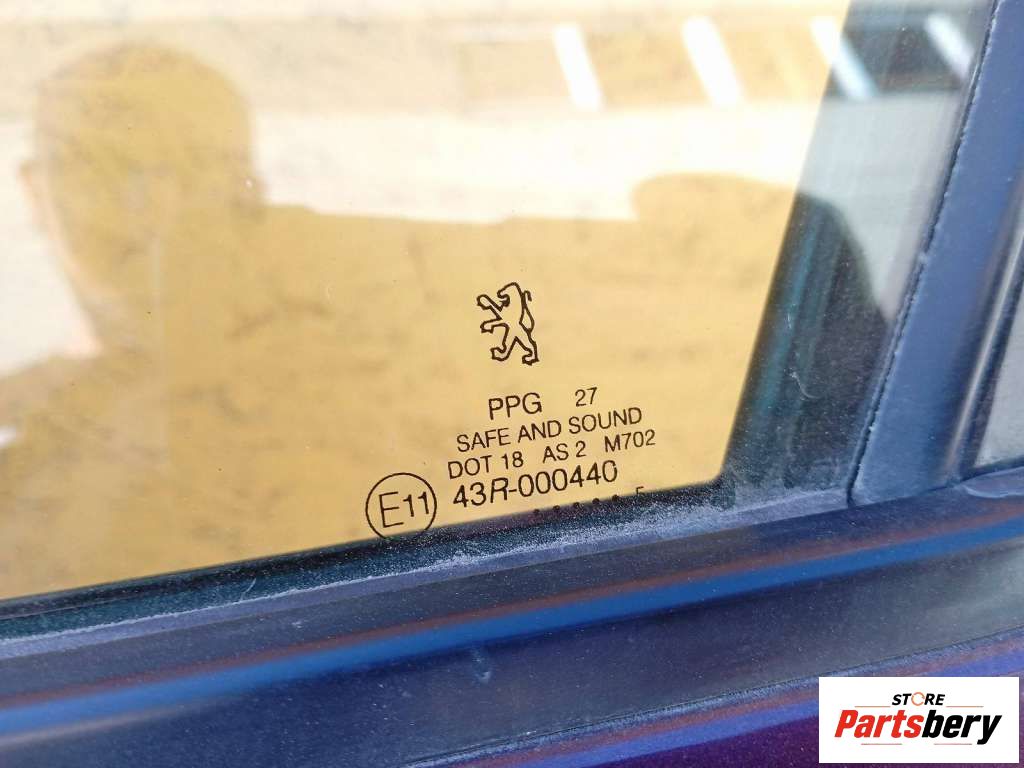 PPG 27
SAFE AND SOUND
DOT 18 AS 2 M702
E11 43R-000440
STORE
Partsbery